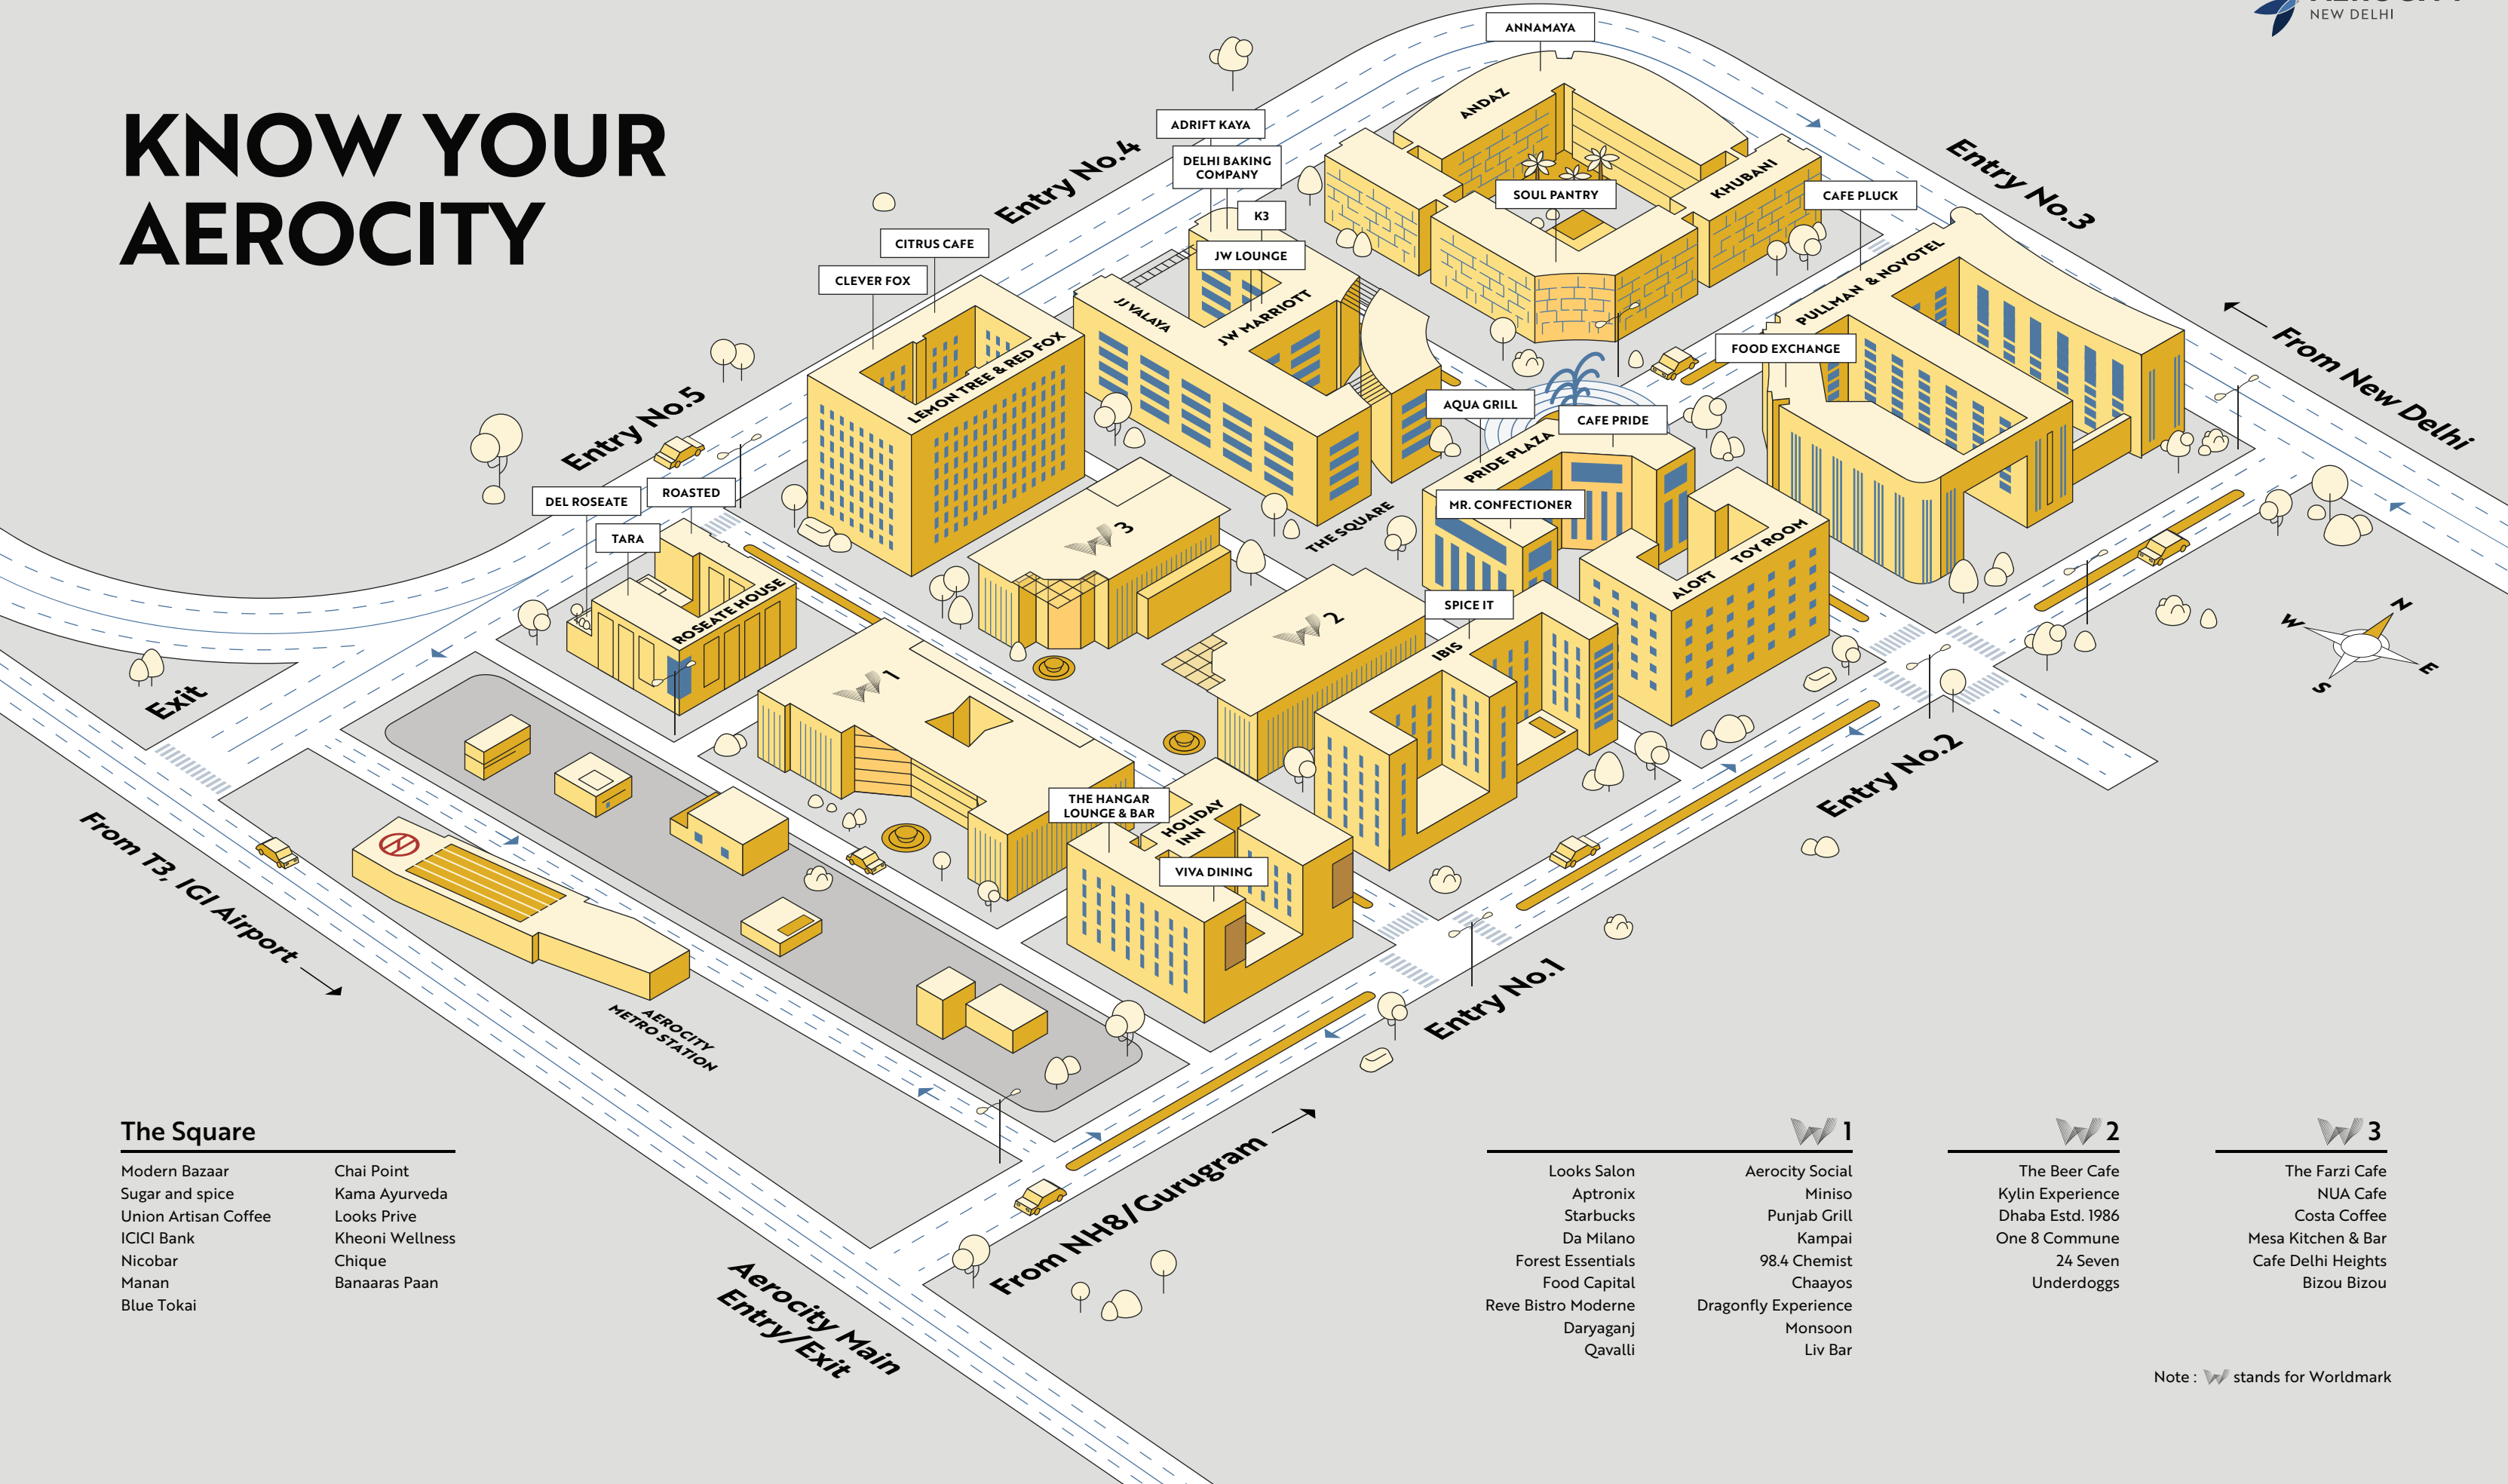 NEW DELHI
KNOW YOUR
AEROCITY
ANNAMAYA
ADRIFT KAYA
DELHI BAKING
COMPANY
K3
JW LOUNGE
CITRUS CAFE
CLEVER FOX
ANDAZ
SOUL PANTRY
KHUBANI
CAFE PLUCK
PULLMAN & NOVOTEL
FOOD EXCHANGE
Entry No.4
Entry No.3
From New Delhi
JJ VALAYA
JW MARRIOTT
LEMON TREE & RED FOX
Entry No.5
AQUA GRILL
CAFE PRIDE
PRIDE PLAZA
MR. CONFECTIONER
THE SQUARE
DEL ROSEATE
ROASTED
TARA
ROSEATE HOUSE
3
2
1
SPICE IT
IBIS
ALOFT
TOY ROOM
N
W
E
S
Exit
Entry No.2
THE HANGAR
LOUNGE & BAR
HOLIDAY
INN
VIVA DINING
From T3, IGI Airport
AEROCITY
METRO STATION
Entry No.1
From NH8/Gurugram
Aerocity Main
Entry/Exit
The Square
Modern Bazaar
Sugar and spice
Union Artisan Coffee
ICICI Bank
Nicobar
Manan
Blue Tokai
Chai Point
Kama Ayurveda
Looks Prive
Kheoni Wellness
Chique
Banaaras Paan
W 1
Looks Salon
Aptronix
Starbucks
Da Milano
Forest Essentials
Food Capital
Reve Bistro Moderne
Daryaganj
Qavalli
Aerocity Social
Miniso
Punjab Grill
Kampai
98.4 Chemist
Chaayos
Dragonfly Experience
Monsoon
Liv Bar
W 2
The Beer Cafe
Kylin Experience
Dhaba Estd. 1986
One 8 Commune
24 Seven
Underdoggs
W 3
The Farzi Cafe
NUA Cafe
Costa Coffee
Mesa Kitchen & Bar
Cafe Delhi Heights
Bizou Bizou
Note : W stands for Worldmark